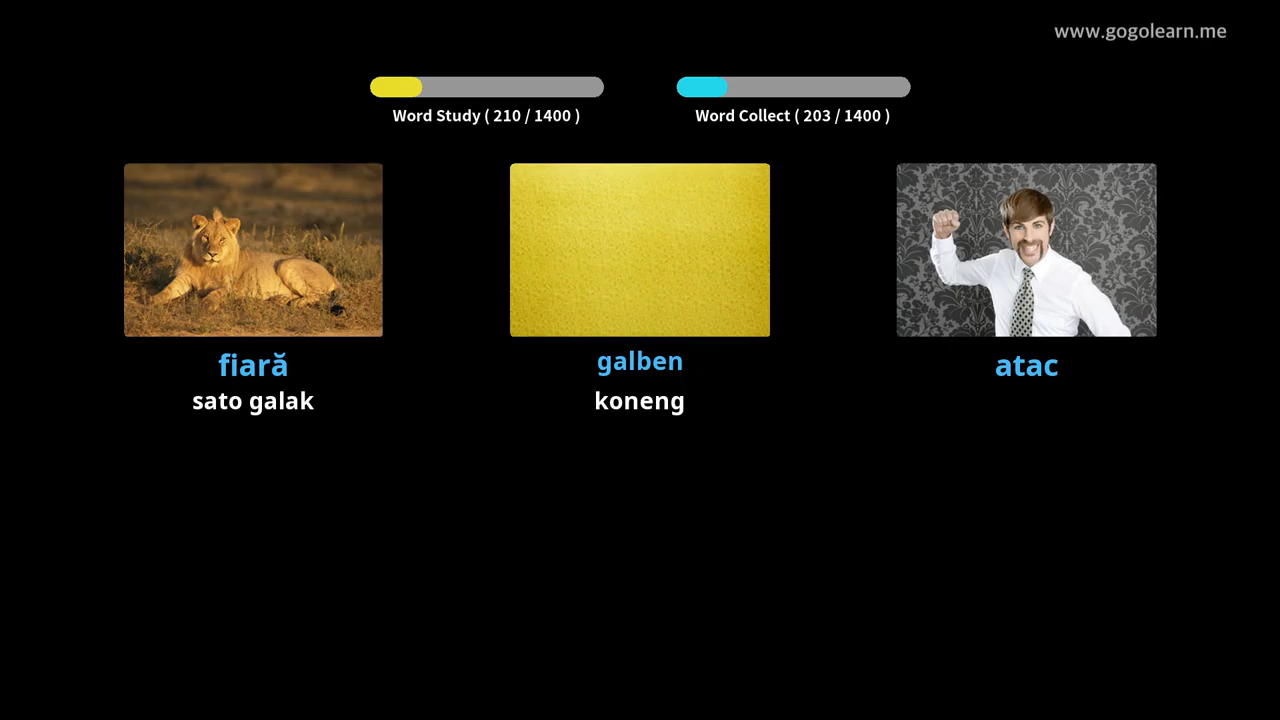 www.gogolearn.me
Word Study ( 210 / 1400 )
Word Collect ( 203 / 1400 )
fiară
galben
atac
sato galak
koneng